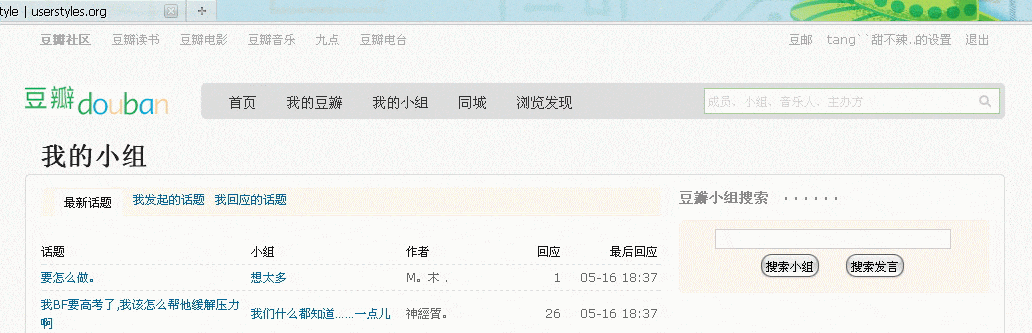 tyle | userstyles.org
豆瓣社区 豆瓣读书 豆瓣电影 豆瓣音乐 九点 豆瓣电台 豆邮 tang``甜不辣..的设置 退出
豆瓣douban 首页 我的豆瓣 我的小组 同城 浏览发现 成员、小组、音乐人、主办方
我的小组
最新话题 我发起的话题 我回应的话题
豆瓣小组搜索 · · · · · ·
搜索小组 搜索发言
话题 小组 作者 回应 最后回应
要怎么做。 想太多 M。木． 1 05-16 18:37
我BF要高考了,我该怎么帮他缓解压力
啊 我们什么都知道……一点儿 神經質。 26 05-16 18:37